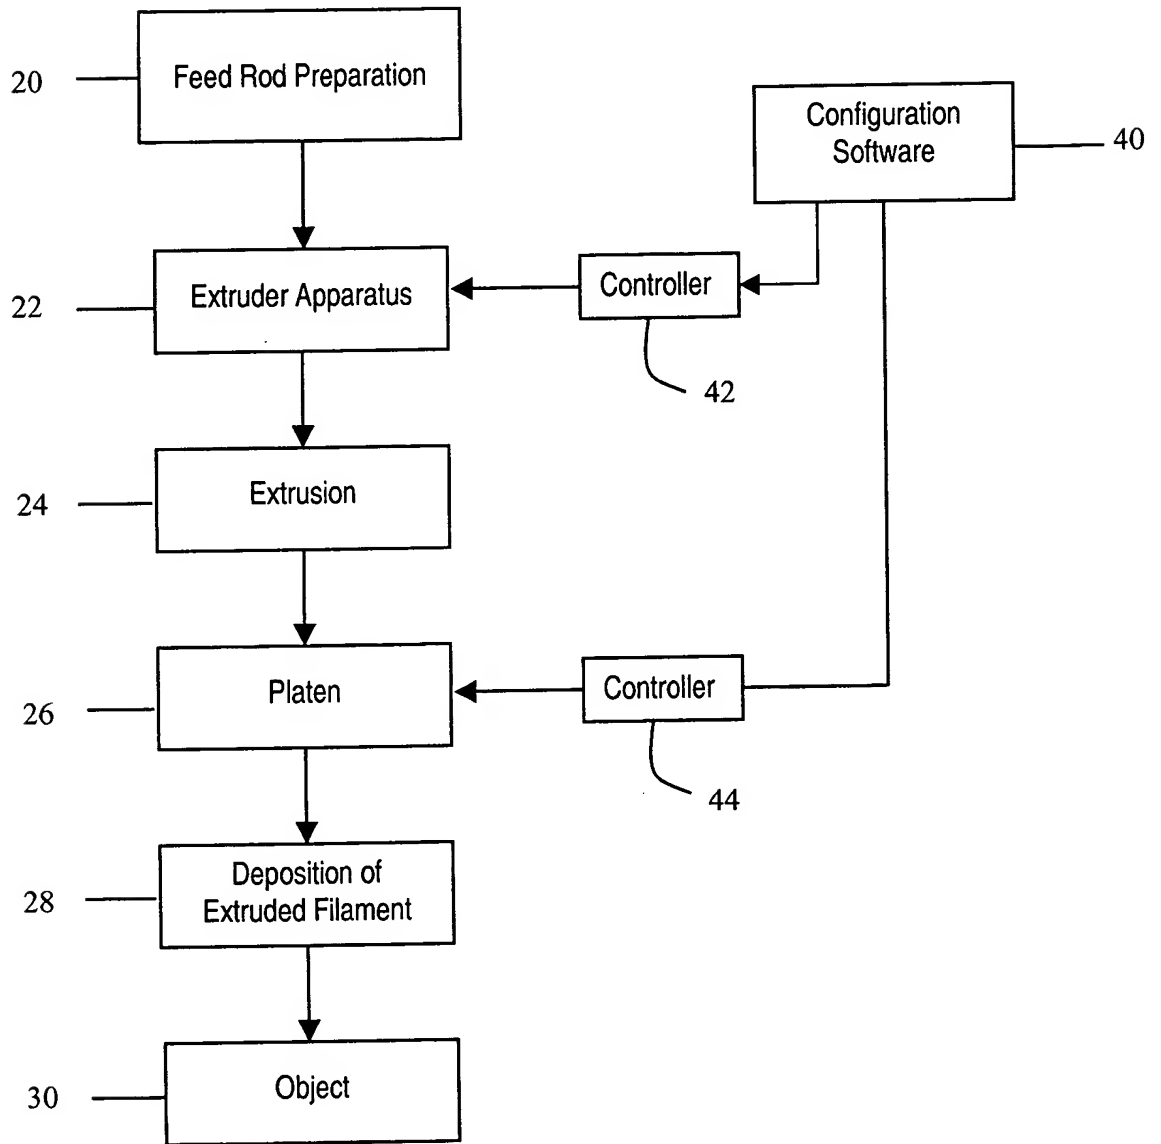 20
Feed Rod Preparation
Configuration
Software
40
22
Extruder Apparatus
Controller
42
24
Extrusion
26
Platen
Controller
44
28
Deposition of
Extruded Filament
30
Object